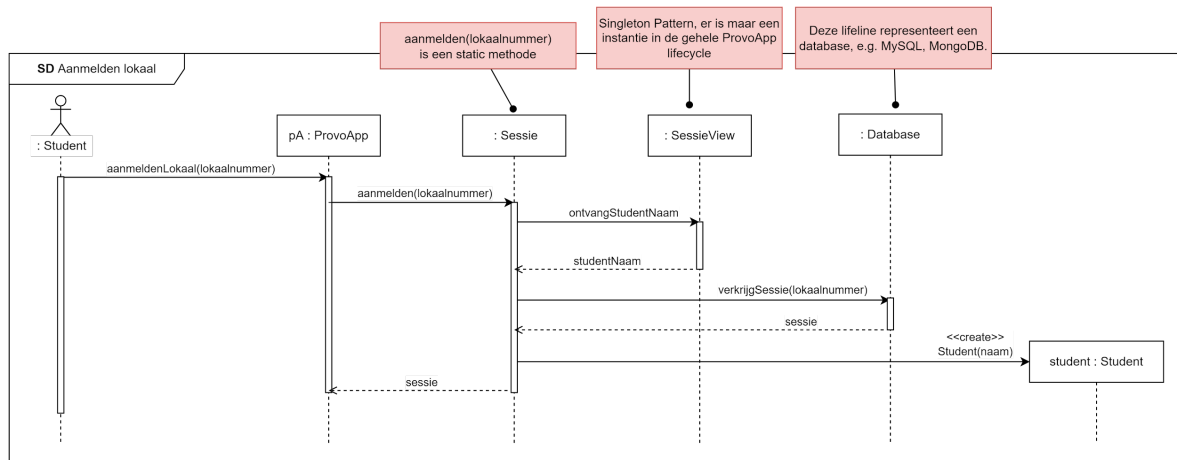 aanmelden(lokaalnummer)
is een static methode
Singleton Pattern, er is maar een
instantie in de gehele ProvoApp
lifecycle
Deze lifeline representeert een
database, e.g. MySQL, MongoDB.
SD Aanmelden lokaal
: Student
pA : ProvoApp
: Sessie
: SessieView
: Database
aanmeldenLokaal(lokaalnummer)
aanmelden(lokaalnummer)
ontvangStudentNaam
studentNaam
verkrijgSessie(lokaalnummer)
sessie
<<create>>
Student(naam)
student : Student
sessie